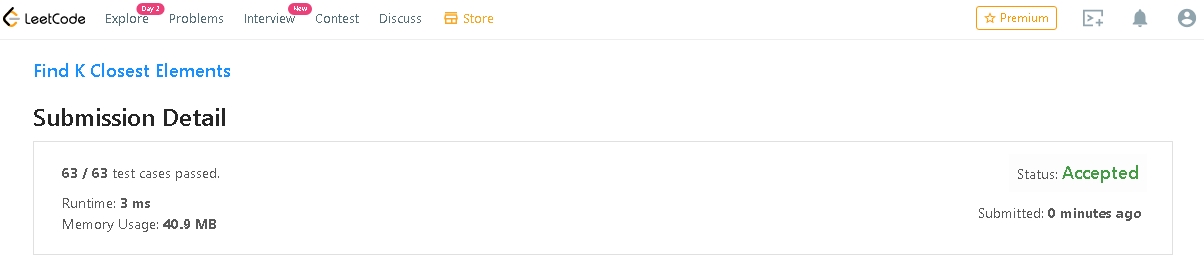 LeetCode Explore Day 2 Problems Interview New Contest Discuss Store Premium
Find K Closest Elements
Submission Detail
63 / 63 test cases passed.
Status: Accepted
Runtime: 3 ms
Submitted: 0 minutes ago
Memory Usage: 40.9 MB